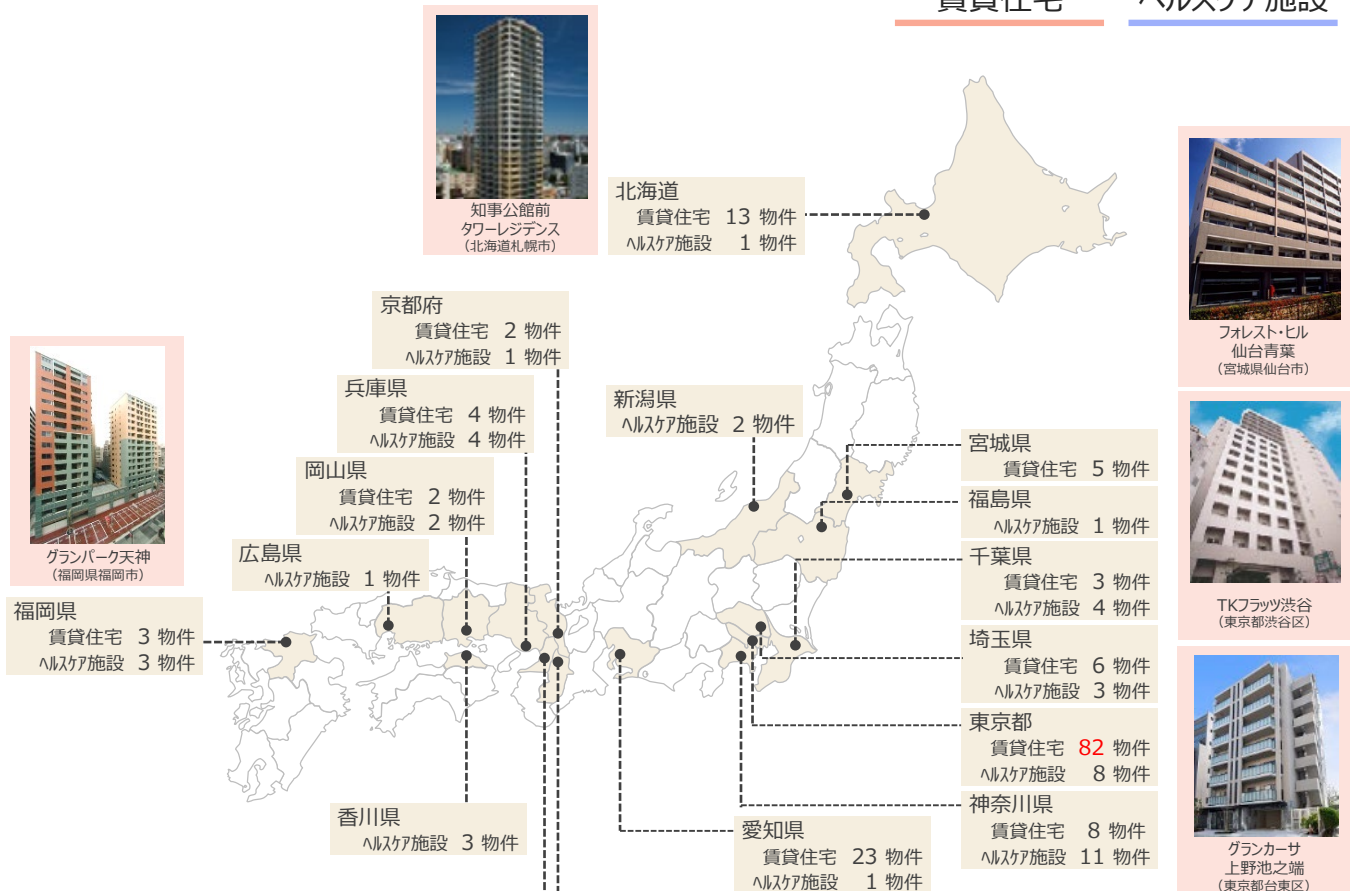 賃貸住宅
ヘルスケア施設
知事公館前
タワーレジデンス
(北海道札幌市)
北海道
賃貸住宅 13 物件
ヘルスケア施設 1 物件
フォレスト・ヒル
仙台青葉
(宮城県仙台市)
京都府
賃貸住宅 2 物件
ヘルスケア施設 1 物件
兵庫県
賃貸住宅 4 物件
ヘルスケア施設 4 物件
新潟県
ヘルスケア施設 2 物件
宮城県
賃貸住宅 5 物件
岡山県
賃貸住宅 2 物件
ヘルスケア施設 2 物件
福島県
ヘルスケア施設 1 物件
広島県
ヘルスケア施設 1 物件
グランパーク天神
(福岡県福岡市)
千葉県
賃貸住宅 3 物件
ヘルスケア施設 4 物件
TKフラッツ渋谷
(東京都渋谷区)
福岡県
賃貸住宅 3 物件
ヘルスケア施設 3 物件
埼玉県
賃貸住宅 6 物件
ヘルスケア施設 3 物件
東京都
賃貸住宅 82 物件
ヘルスケア施設 8 物件
香川県
ヘルスケア施設 3 物件
神奈川県
賃貸住宅 8 物件
ヘルスケア施設 11 物件
愛知県
賃貸住宅 23 物件
ヘルスケア施設 1 物件
グランカーサ
上野池之端
(東京都台東区)